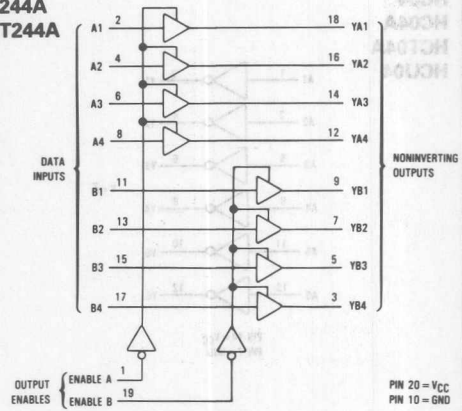 244A
T244A
A1 2 18 YA1
A2 4 16 YA2
A3 6 14 YA3
A4 8 12 YA4
DATA INPUTS
NONINVERTING OUTPUTS
B1 11 9 YB1
B2 13 7 YB2
B3 15 5 YB3
B4 17 3 YB4
OUTPUT ENABLES
ENABLE A 1
ENABLE B 19
PIN 20 = VCC
PIN 10 = GND